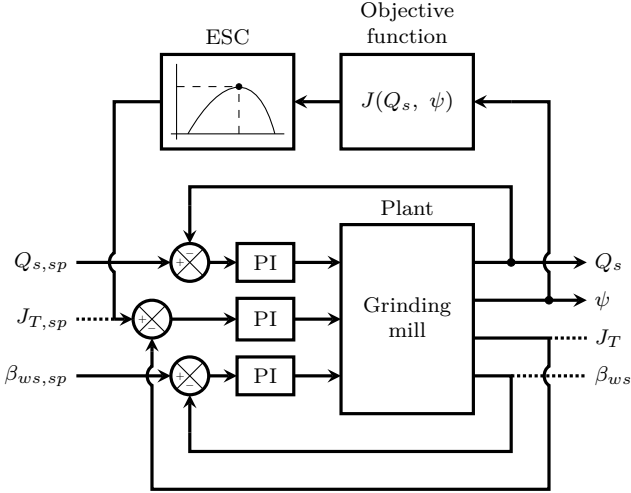 Objective
function
ESC
J(Q_s, ψ)
Plant
Q_{s,sp}
+
−
PI
Q_s
ψ
Grinding
mill
J_{T,sp}
+
−
PI
J_T
β_{ws,sp}
+
−
PI
β_{ws}